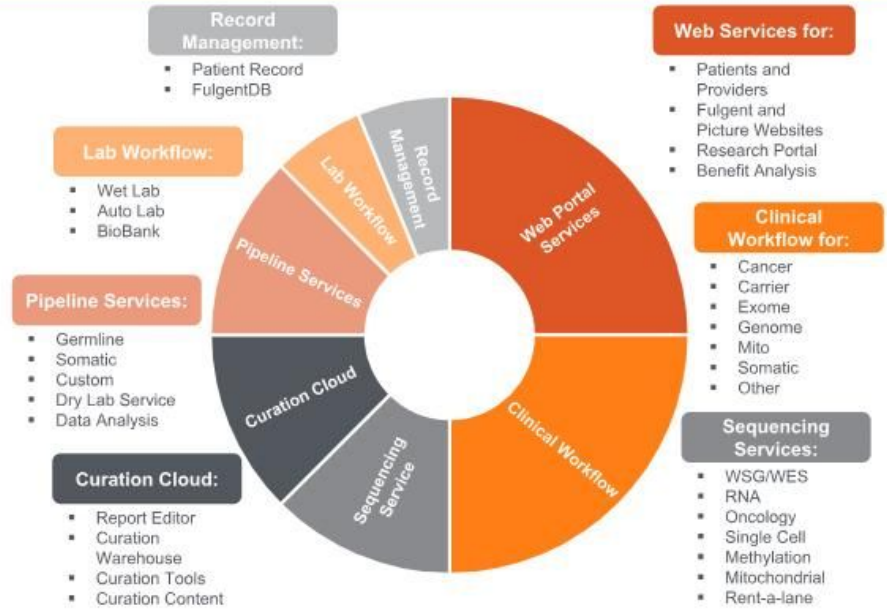 Record
Management:
Patient Record
FulgentDB
Web Services for:
Patients and
Providers
Fulgent and
Picture Websites
Research Portal
Benefit Analysis
Lab Workflow:
Wet Lab
Auto Lab
BioBank
Clinical
Workflow for:
Cancer
Carrier
Exome
Genome
Mito
Somatic
Other
Pipeline Services:
Germline
Somatic
Custom
Dry Lab Service
Data Analysis
Sequencing
Services:
WSG/WES
RNA
Oncology
Single Cell
Methylation
Mitochondrial
Rent-a-lane
Curation Cloud:
Report Editor
Curation
Warehouse
Curation Tools
Curation Content
Record
Management
Lab Workflow
Pipeline Services
Curation Cloud
Sequencing
Service
Clinical Workflow
Web Portal
Services